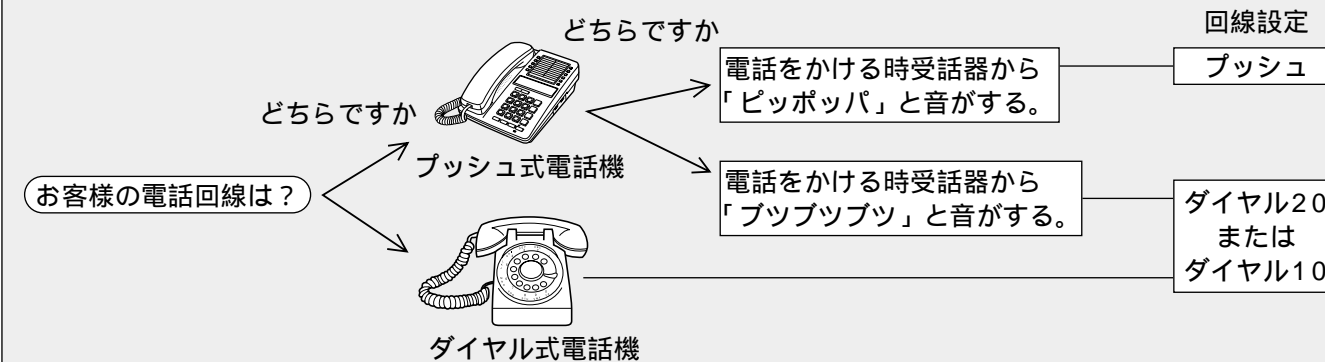 どちらですか
回線設定
電話をかける時受話器から
「ピッポッパ」と音がする。
プッシュ
どちらですか
プッシュ式電話機
お客様の電話回線は？
電話をかける時受話器から
「ブツブツブツ」と音がする。
ダイヤル20
または
ダイヤル10
ダイヤル式電話機